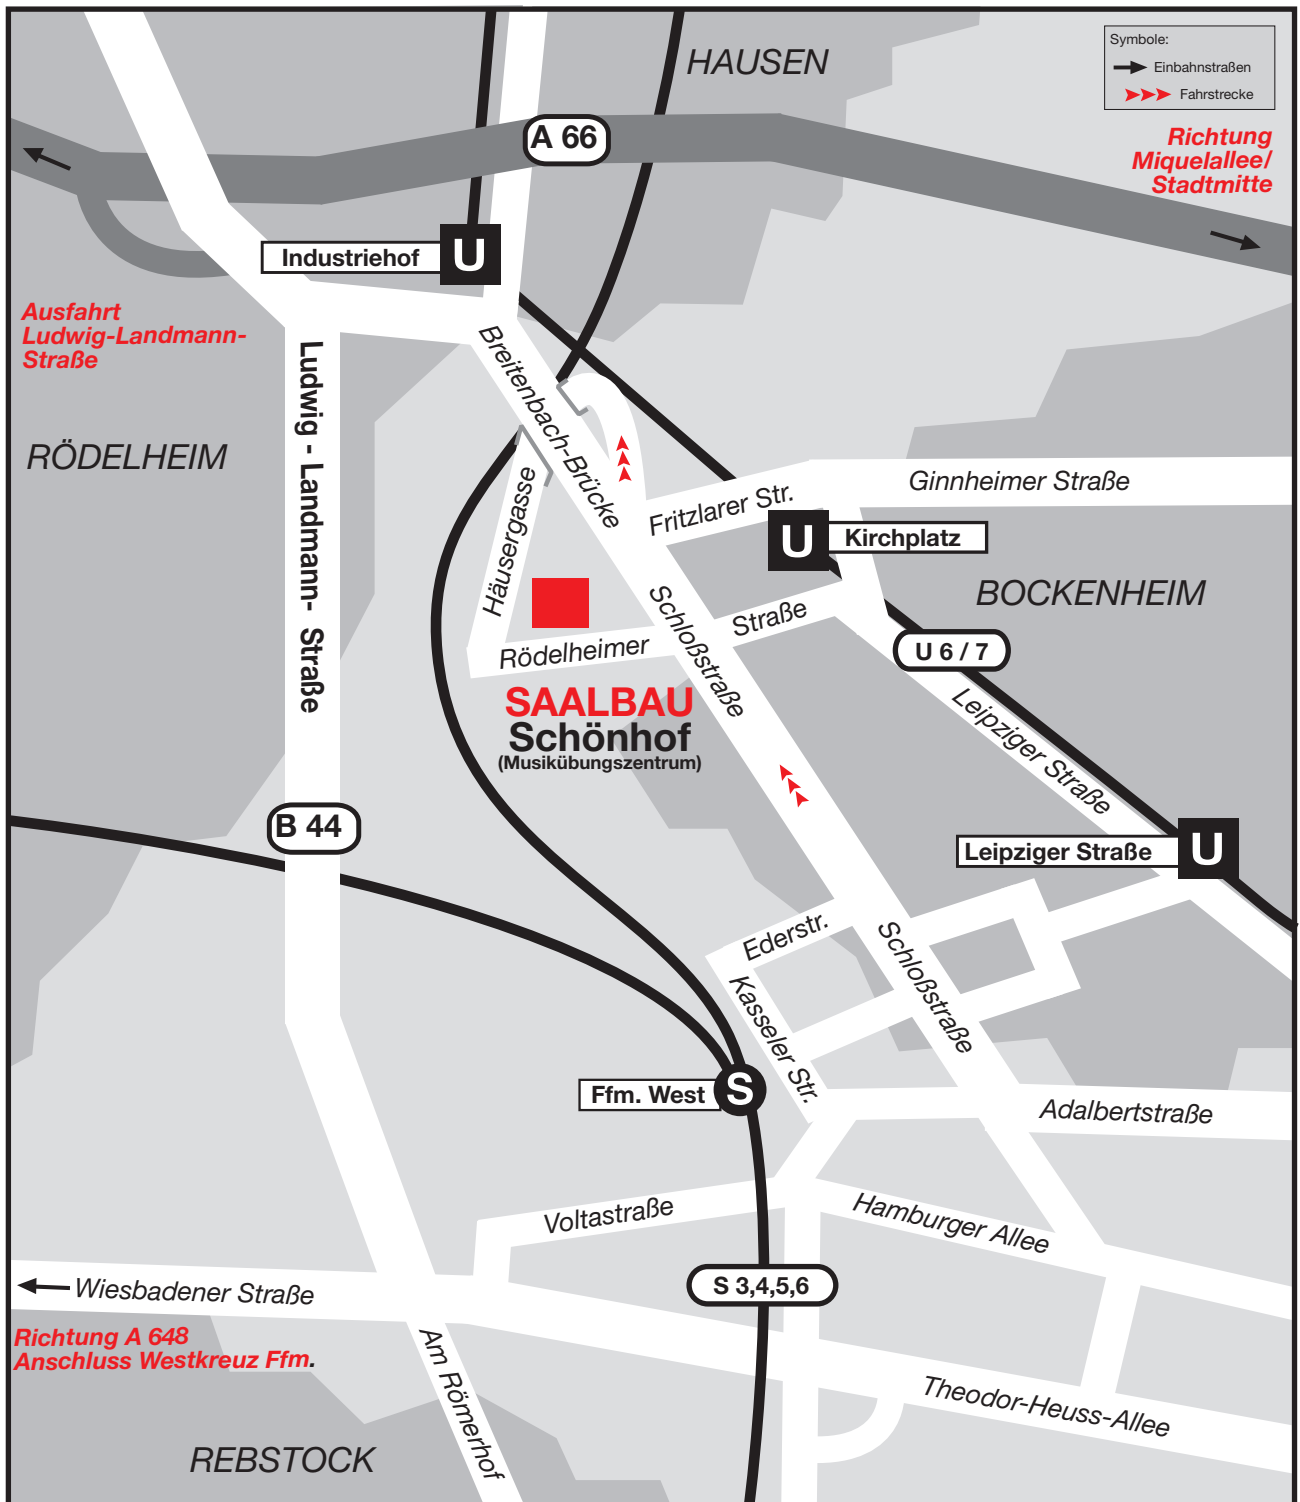 HAUSEN
Symbole:
Einbahnstraßen
Fahrstrecke
A 66
Richtung
Miquelallee/
Stadtmitte
Industriehof
U
Ausfahrt
Ludwig-Landmann-
Straße
Breitenbach-Brücke
Ludwig - Landmann- Straße
RÖDELHEIM
Ginnheimer Straße
Fritzlarer Str.
Häusergasse
U
Kirchplatz
BOCKENHEIM
Schloßstraße
Rödelheimer Straße
U 6 / 7
SAALBAU
Schönhof
(Musikübungszentrum)
Leipziger Straße
B 44
Leipziger Straße
U
Ederstr.
Schloßstraße
Kasseler Str.
Ffm. West
S
Adalbertstraße
Voltastraße
Hamburger Allee
S 3,4,5,6
Wiesbadener Straße
Richtung A 648
Anschluss Westkreuz Ffm.
Am Römerhof
Theodor-Heuss-Allee
REBSTOCK